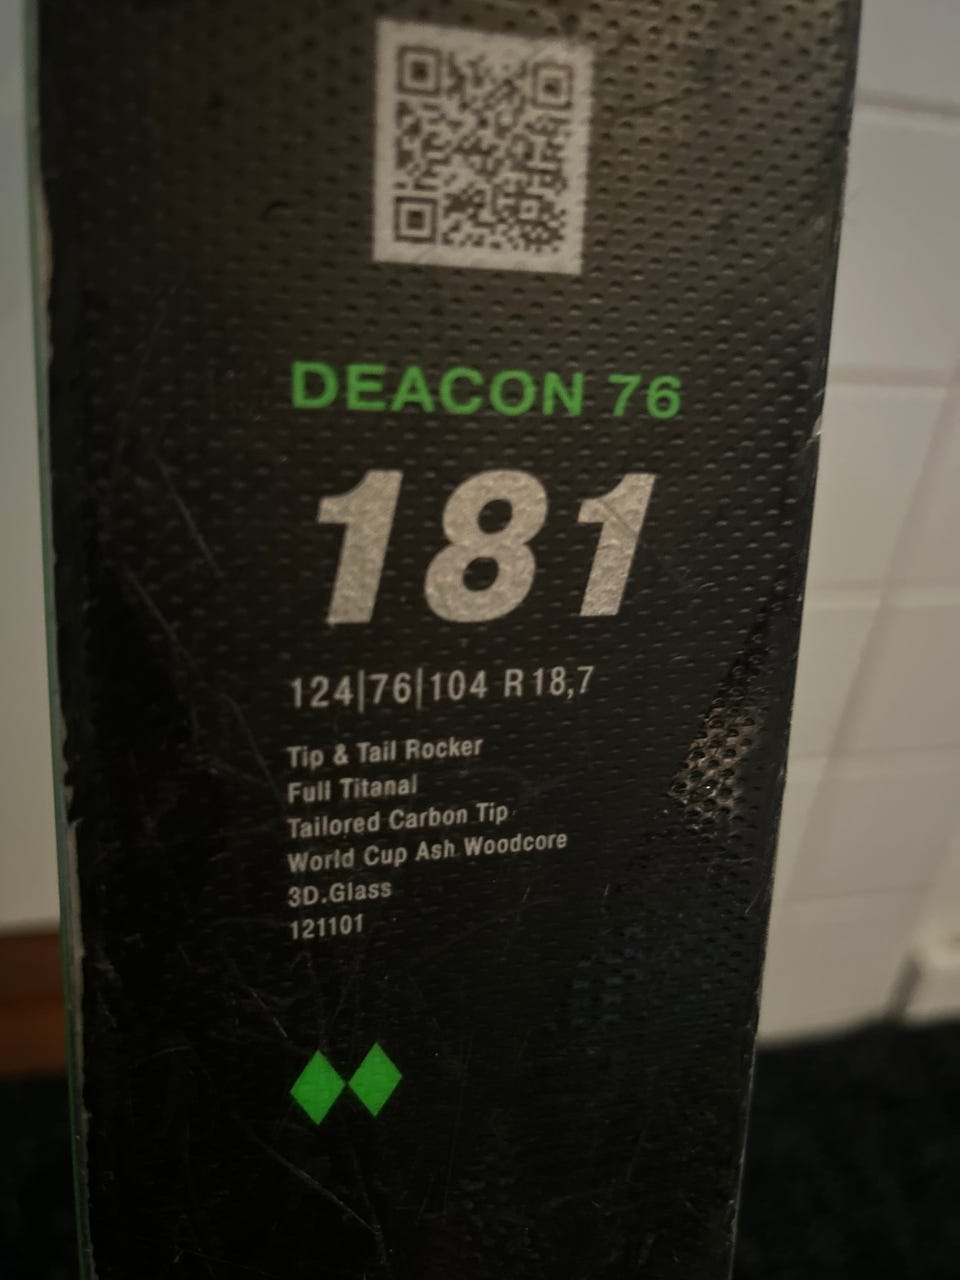 DEACON 76
181
124|76|104 R 18,7
Tip & Tail Rocker
Full Titanal
Tailored Carbon Tip
World Cup Ash Woodcore
3D.Glass
121101